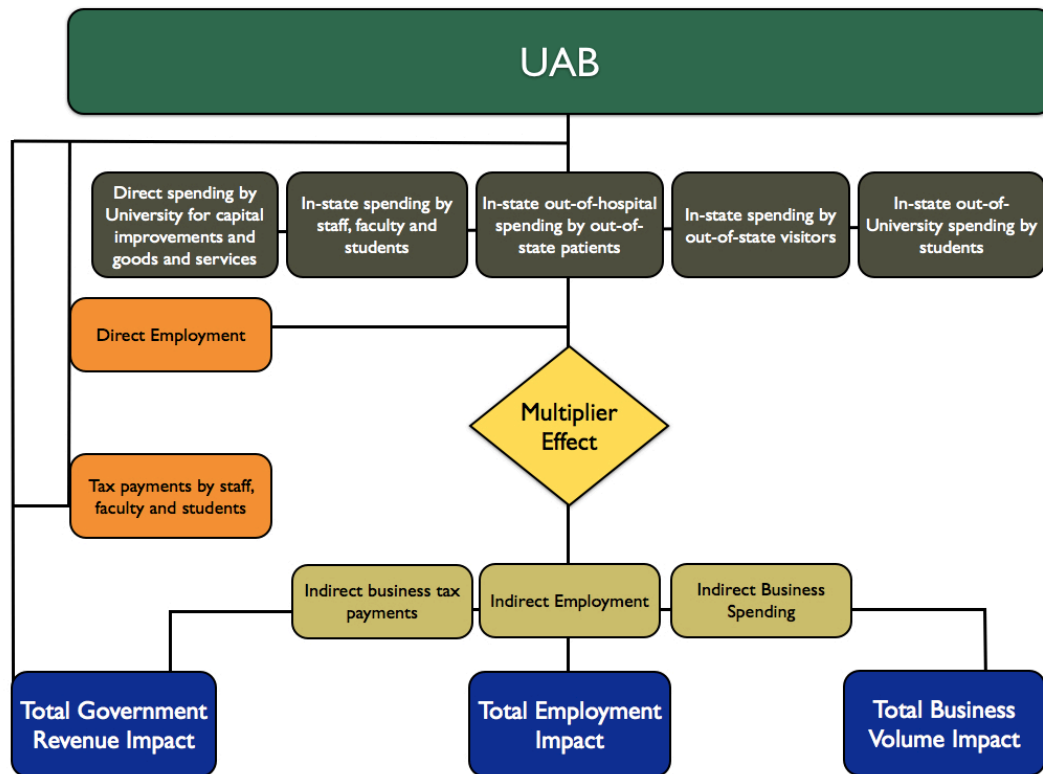 UAB
Direct spending by
University for capital
improvements and
goods and services
In-state spending by
staff, faculty and
students
In-state out-of-hospital
spending by out-of-
state patients
In-state spending by
out-of-state visitors
In-state out-of-
University spending by
students
Direct Employment
Multiplier
Effect
Tax payments by staff,
faculty and students
Indirect business tax
payments
Indirect Employment
Indirect Business
Spending
Total Government
Revenue Impact
Total Employment
Impact
Total Business
Volume Impact